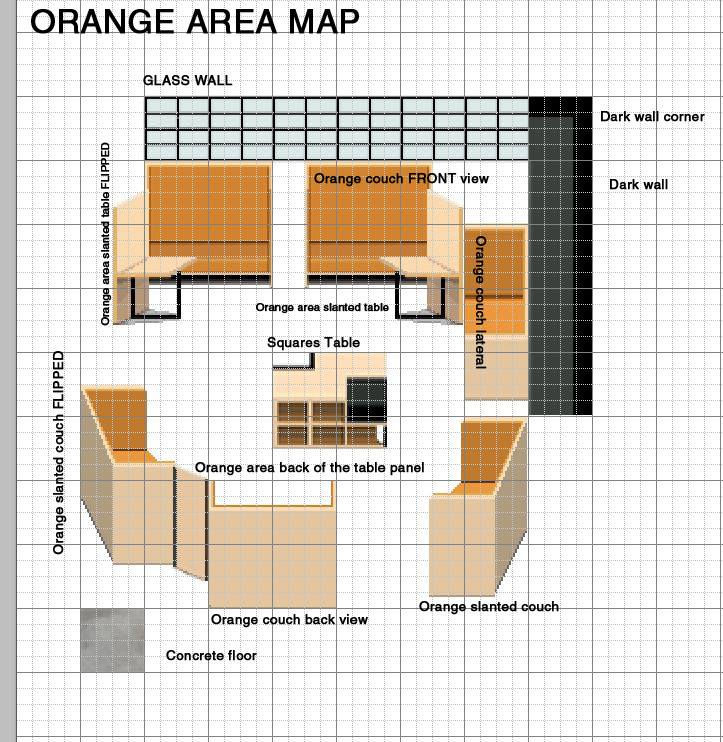 ORANGE AREA MAP
GLASS WALL
Dark wall corner
Orange area slanted table FLIPPED
Orange couch FRONT view
Dark wall
Orange couch lateral
Orange area slanted table
Squares Table
Orange slanted couch FLIPPED
Orange area back of the table panel
Orange slanted couch
Orange couch back view
Concrete floor